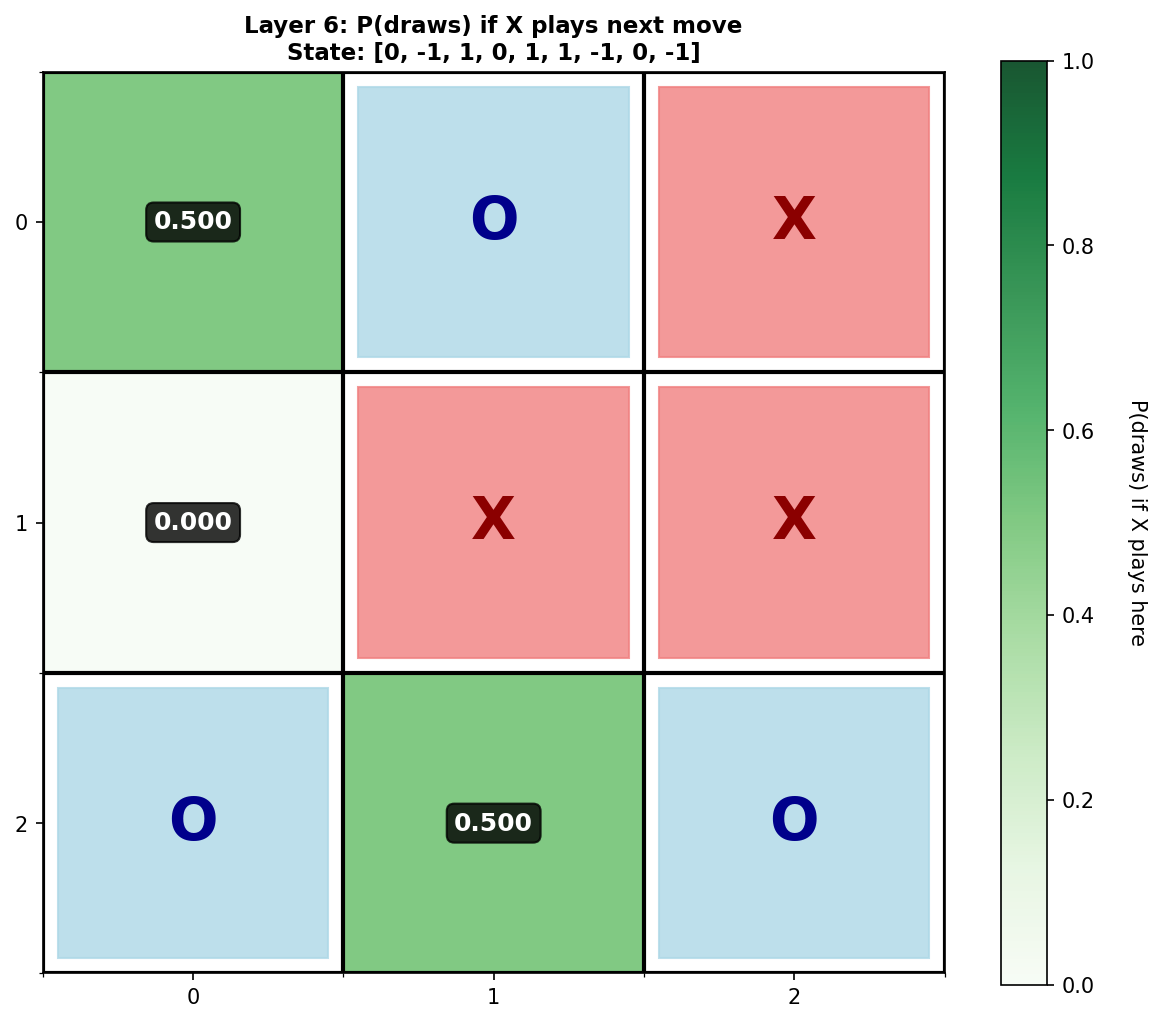 Layer 6: P(draws) if X plays next move
State: [0, -1, 1, 0, 1, 1, -1, 0, -1]
0.500
O
X
0.000
X
X
O
0.500
O
0
1
2
0
1
2
1.0
0.8
0.6
0.4
0.2
0.0
P(draws) if X plays here